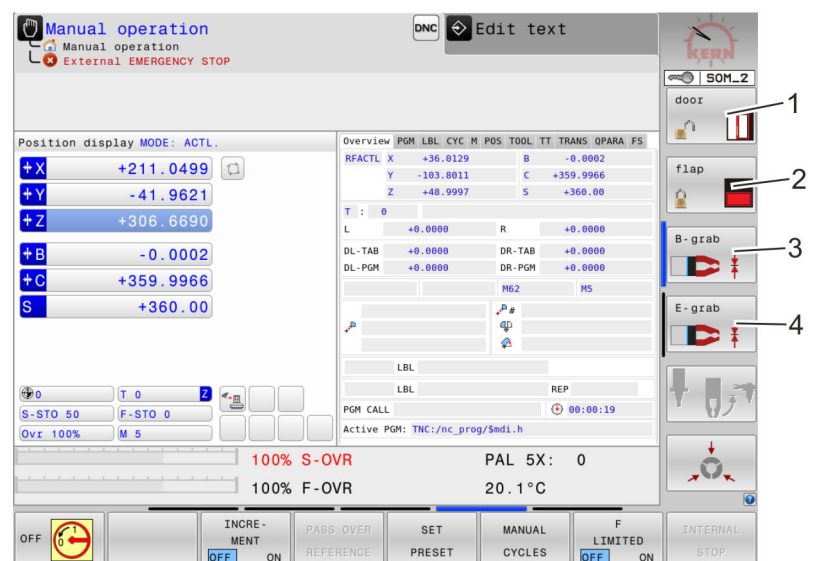 Manual operation
Manual operation
External EMERGENCY STOP
DNC
Edit text
KERN
SOM_2
door
1
flap
2
B-grab
3
E-grab
4
Position display MODE: ACTL.
X +211.0499
Y -41.9621
Z +306.6690
B -0.0002
C +359.9966
S +360.00
0 T 0 Z
S-STO 50 F-STO 0
Ovr 100% M 5
Overview PGM LBL CYC M POS TOOL TT TRANS QPARA FS
RFACTL X +36.0129 B -0.0002
Y -103.8011 C +359.9966
Z +48.9997 S +360.00
T : 0
L +0.0000 R +0.0000
DL-TAB +0.0000 DR-TAB +0.0000
DL-PGM +0.0000 DR-PGM +0.0000
M62 M5
#
LBL
LBL REP
PGM CALL 00:00:19
Active PGM: TNC:/nc_prog/$mdi.h
100% S-OVR PAL 5X: 0
100% F-OVR 20.1°C
OFF 0 1
INCRE-
MENT
OFF ON
PASS OVER
REFERENCE
SET
PRESET
MANUAL
CYCLES
F
LIMITED
OFF ON
INTERNAL
STOP